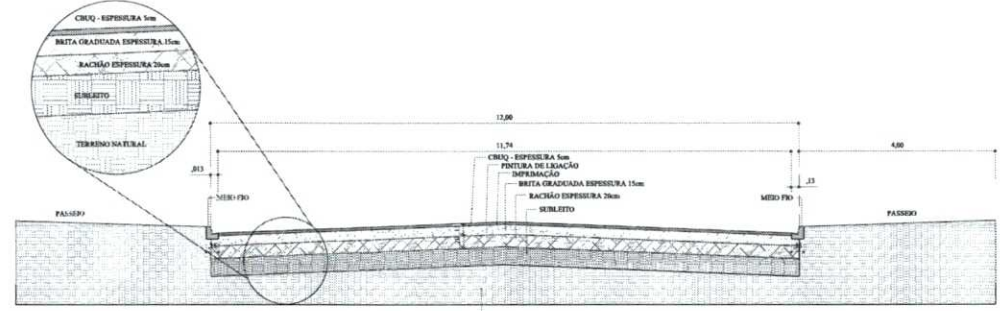 CBUQ - ESPESSURA 5cm
BRITA GRADUADA ESPESSURA 15cm
RACHÃO ESPESSURA 20cm
SUBLEITO
TERRENO NATURAL
12,00
11,74
4,00
,015
,13
CBUQ - ESPESSURA 5cm
PINTURA DE LIGAÇÃO
IMPRIMAÇÃO
BRITA GRADUADA ESPESSURA 15cm
RACHÃO ESPESSURA 20cm
SUBLEITO
MEIO FIO
MEIO FIO
PASSEIO
PASSEIO